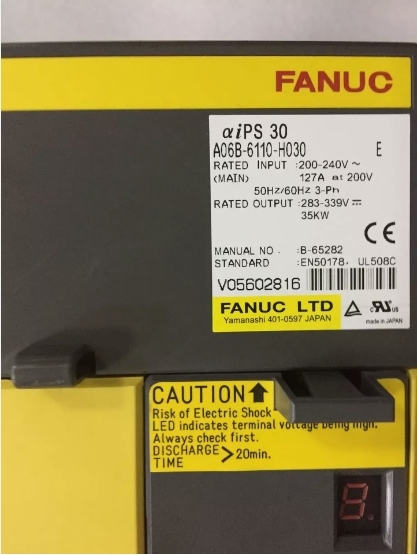 FANUC
αiPS 30
A06B-6110-H030 E
RATED INPUT :200-240V~
(MAIN) 127A at 200V
50Hz/60Hz 3-Ph
RATED OUTPUT :283-339V⎓
35KW
CE
MANUAL NO. :B-65282
STANDARD :EN50178, UL508C
V05602816
FANUC LTD
Yamanashi 401-0597 JAPAN
c US
made in JAPAN
CAUTION
Risk of Electric Shock
LED indicates terminal voltage being high.
Always check first.
DISCHARGE TIME > 20min.
8.